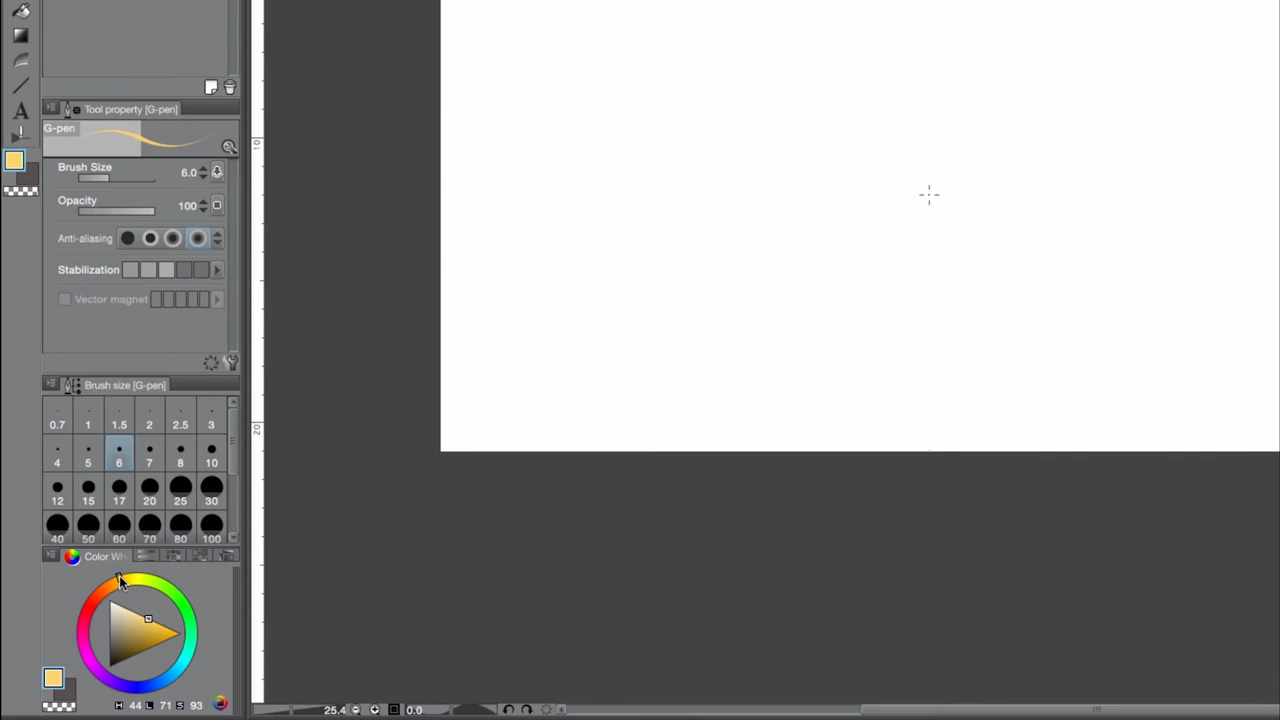 Tool property [G-pen]
G-pen
Brush Size 6.0
Opacity 100
Anti-aliasing
Stabilization
Vector magnet
Brush size [G-pen]
0.7 1 1.5 2 2.5 3
4 5 6 7 8 10
12 15 17 20 25 30
40 50 60 70 80 100
Color Wh
H 44 L 71 S 93
A
10
20
25.4 0.0